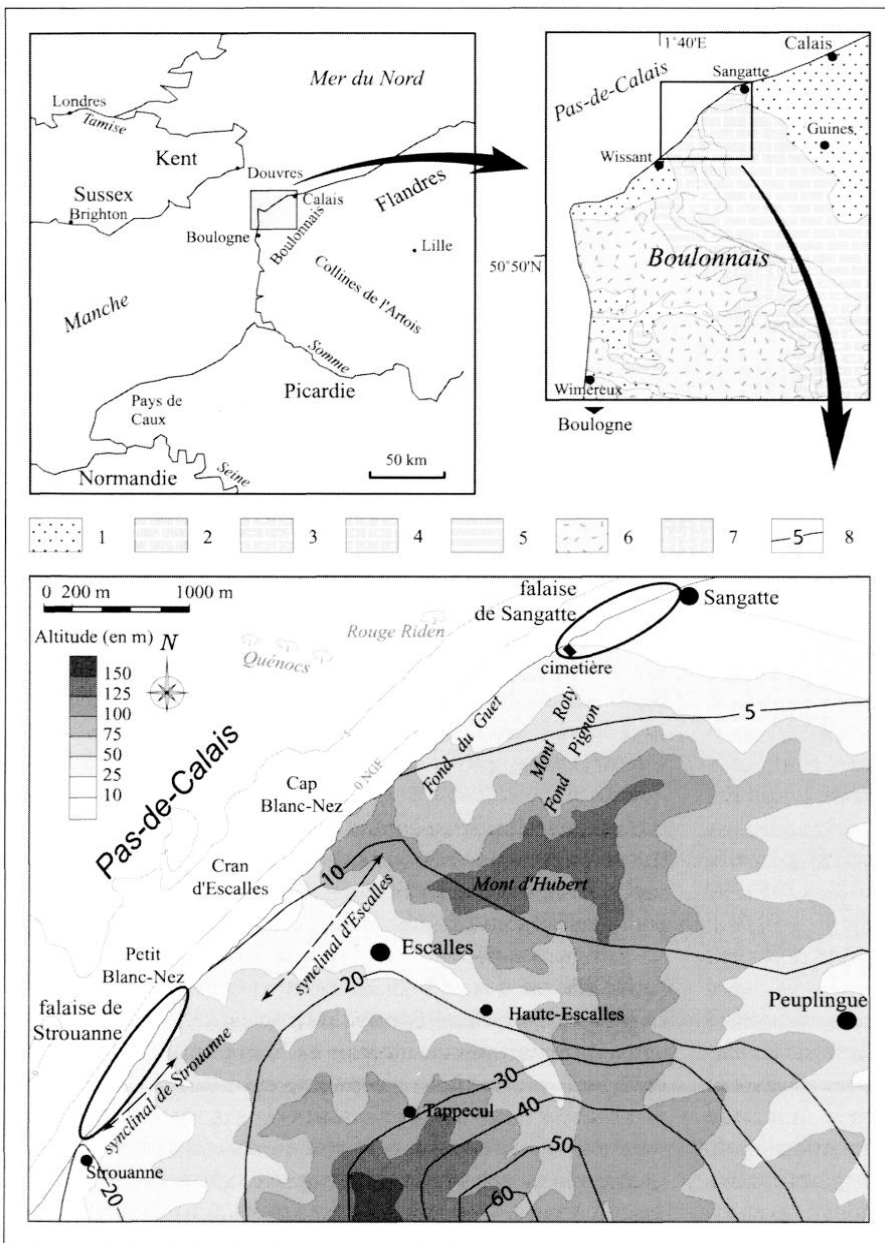 Mer du Nord
Londres
Tamise
Kent
Douvres
Sussex
Brighton
Calais
Flandres
Boulogne
Boulonnais
Lille
Collines de l'Artois
Manche
Somme
Picardie
Pays de
Caux
Normandie
Seine
50 km
1°40'E
Calais
Sangatte
Pas-de-Calais
Guines
Wissant
50°50'N
Boulonnais
Wimereux
Boulogne
1 2 3 4 5 6 7 5 8
0 200 m 1000 m
Altitude (en m)
N
150
125
100
75
50
25
10
falaise
de Sangatte
Sangatte
Rouge Riden
Quénocs
cimetière
Fond du Guet
Mont Roty
Fond Pignon
5
0 NGF
Pas-de-Calais
Cap
Blanc-Nez
Cran
d'Escalles
10
Mont d'Hubert
synclinal d'Escalles
Escalles
Petit
Blanc-Nez
20
falaise de
Strouanne
Haute-Escalles
Peuplingue
synclinal de Strouanne
30
Tappecul
40
50
Strouanne
20
60